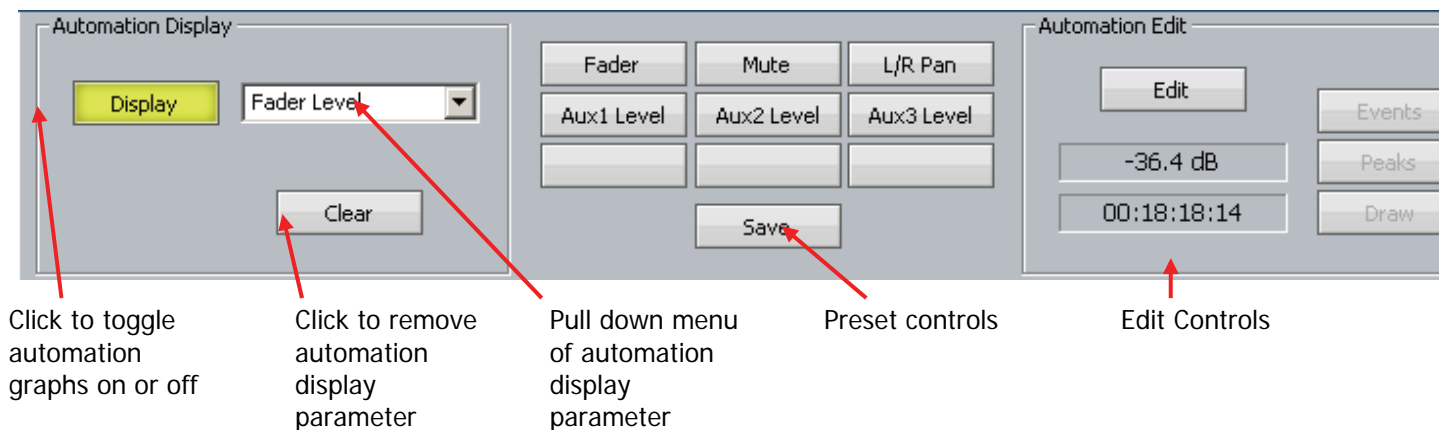 Automation Display
Display
Fader Level
Clear
Fader
Mute
L/R Pan
Aux1 Level
Aux2 Level
Aux3 Level
Save
Automation Edit
Edit
-36.4 dB
00:18:18:14
Events
Peaks
Draw
Click to toggle
automation
graphs on or off
Click to remove
automation
display
parameter
Pull down menu
of automation
display
parameter
Preset controls
Edit Controls